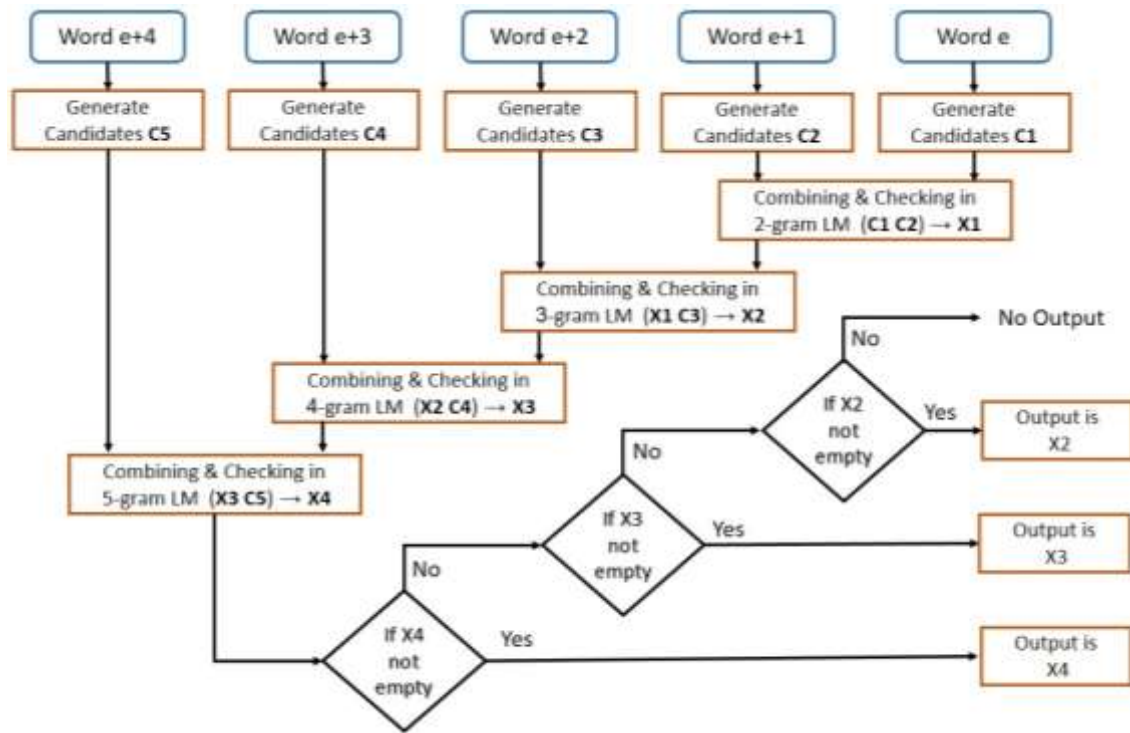 Word e+4
Word e+3
Word e+2
Word e+1
Word e
Generate
Candidates C5
Generate
Candidates C4
Generate
Candidates C3
Generate
Candidates C2
Generate
Candidates C1
Combining & Checking in
2-gram LM (C1 C2) → X1
Combining & Checking in
3-gram LM (X1 C3) → X2
No Output
No
Combining & Checking in
4-gram LM (X2 C4) → X3
If X2
not
empty
Yes
Output is
X2
No
Combining & Checking in
5-gram LM (X3 C5) → X4
If X3
not
empty
Yes
Output is
X3
No
If X4
not
empty
Yes
Output is
X4